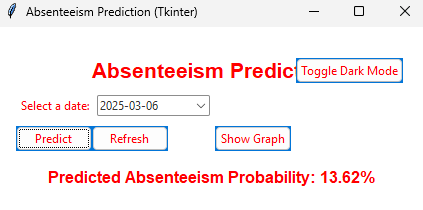 Absenteeism Prediction (Tkinter)
Absenteeism Predic
Toggle Dark Mode
Select a date: 2025-03-06
Predict Refresh Show Graph
Predicted Absenteeism Probability: 13.62%